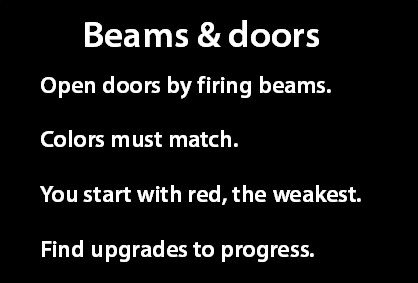 Beams & doors
Open doors by firing beams.
Colors must match.
You start with red, the weakest.
Find upgrades to progress.